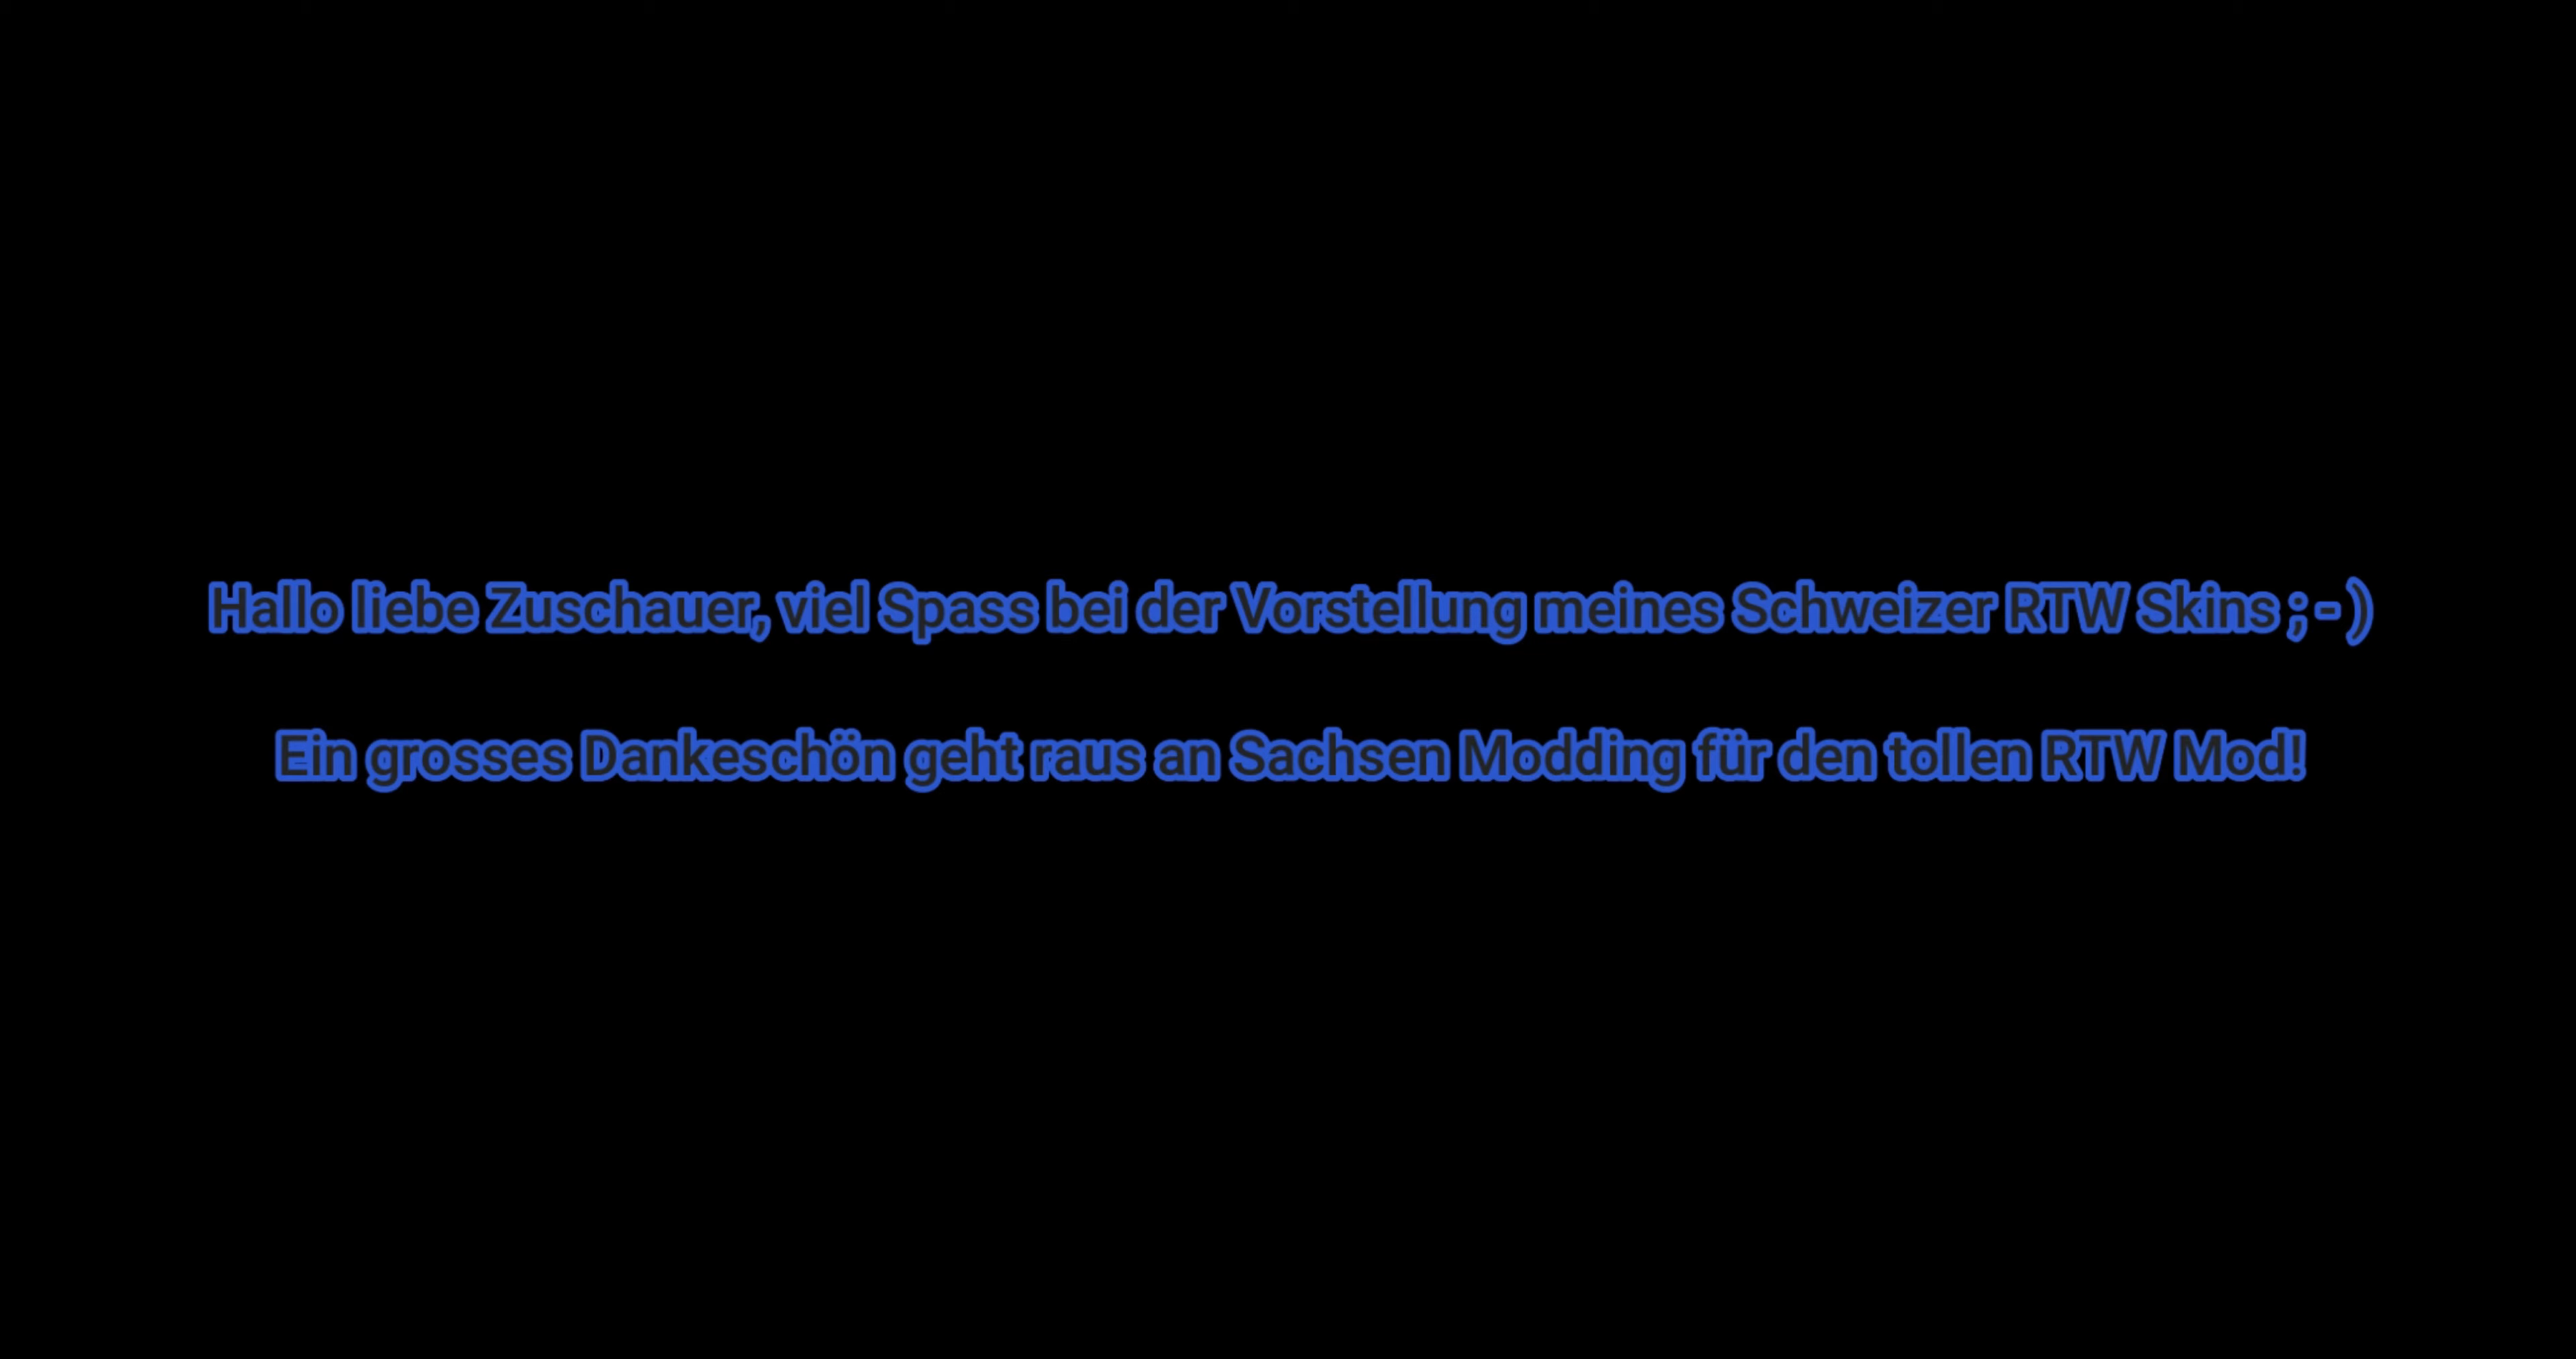 Hallo liebe Zuschauer, viel Spass bei der Vorstellung meines Schweizer RTW Skins ;-)
Ein grosses Dankeschön geht raus an Sachsen Modding für den tollen RTW Mod!